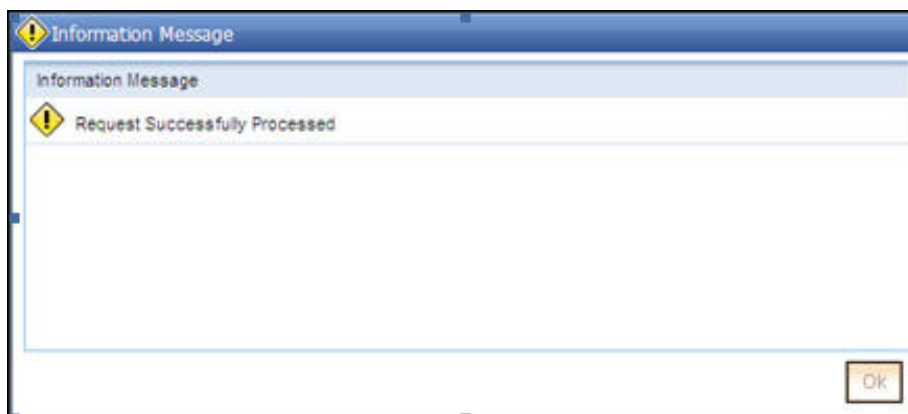 Information Message
Information Message
Request Successfully Processed
Ok